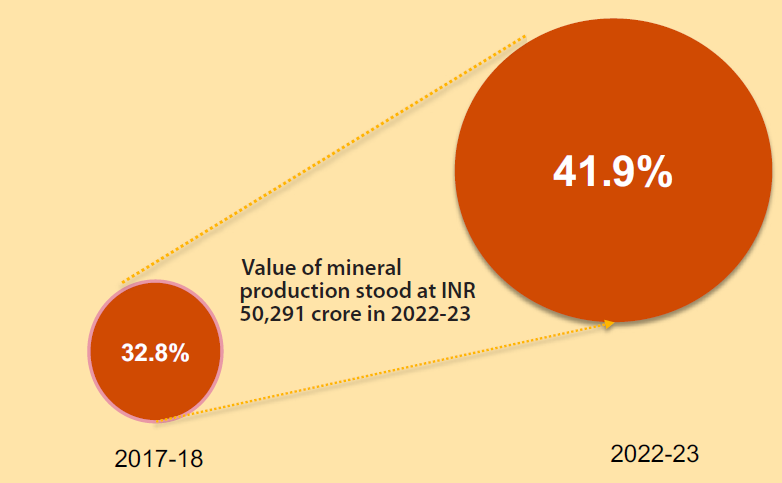 41.9%
Value of mineral
production stood at INR
50,291 crore in 2022-23
32.8%
2017-18
2022-23